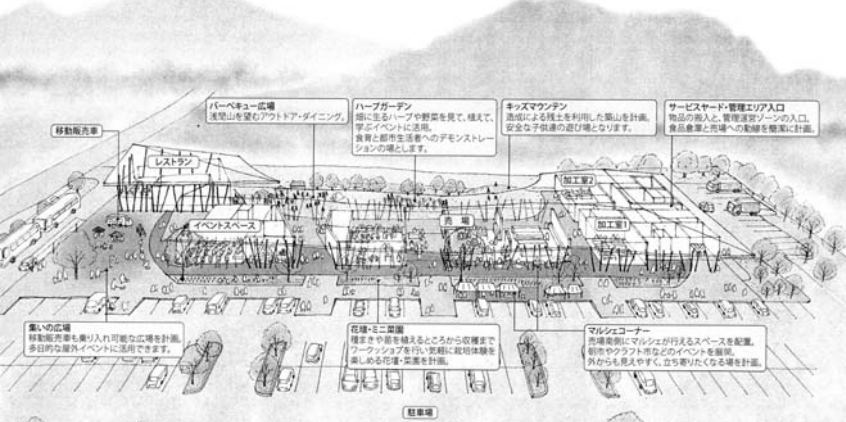 バーベキュー広場
浅間山を望むアウトドア・ダイニング。
ハーブガーデン
畑に生るハーブや野菜を見て、植えて、
学ぶイベントに活用。
食育と都市生活者へのデモンストレー
ションの場とします。
キッズマウンテン
造成による残土を利用した築山を計画。
安全な子供達の遊び場となります。
サービスヤード・管理エリア入口
物品の搬入と、管理運営ゾーンの入口。
食品倉庫と売場への動線を簡潔に計画。
移動販売車
レストラン
加工室2
イベントスペース
売場
加工室1
集いの広場
移動販売車も乗り入れ可能な広場を計画。
多目的な屋外イベントに活用できます。
花壇・ミニ菜園
種まきや苗を植えるところから収穫まで
ワークショップを行い気軽に栽培体験を
楽しめる花壇・菜園を計画。
マルシェコーナー
売場南側にマルシェが行えるスペースを配置。
朝市やクラフト市などのイベントを展開。
外からも見えやすく、立ち寄りたくなる場を計画。
駐車場